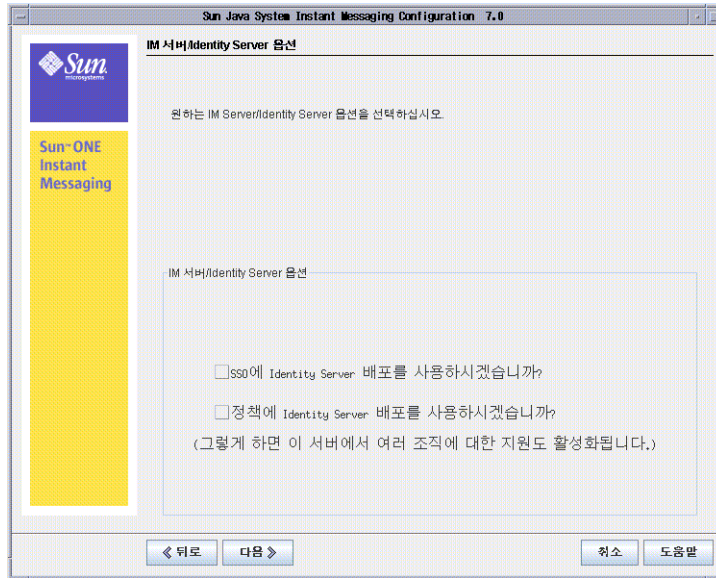 Sun Java System Instant Messaging Configuration 7.0
Sun
microsystems
Sun™ ONE
Instant
Messaging
IM 서버/Identity Server 옵션
원하는 IM Server/Identity Server 옵션을 선택하십시오.
IM 서버/Identity Server 옵션
SSO에 Identity Server 배포를 사용하시겠습니까?
정책에 Identity Server 배포를 사용하시겠습니까?
(그렇게 하면 이 서버에서 여러 조직에 대한 지원도 활성화됩니다.)
뒤로
다음
취소
도움말